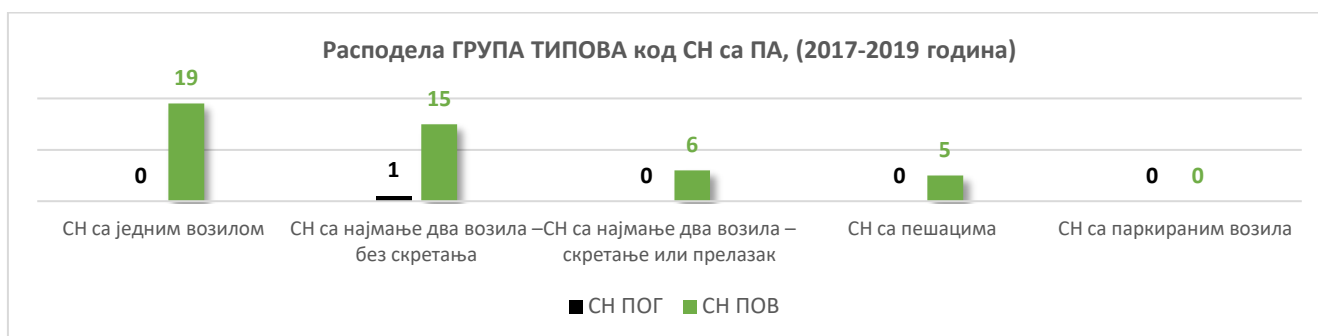 Расподела ГРУПА ТИПОВА код СН са ПА, (2017-2019 година)
19
15
6
5
0
1
0
0
0
0
СН са једним возилом
СН са најмање два возила –
без скретања
СН са најмање два возила –
скретање или прелазак
СН са пешацима
СН са паркираним возила
СН ПОГ
СН ПОВ